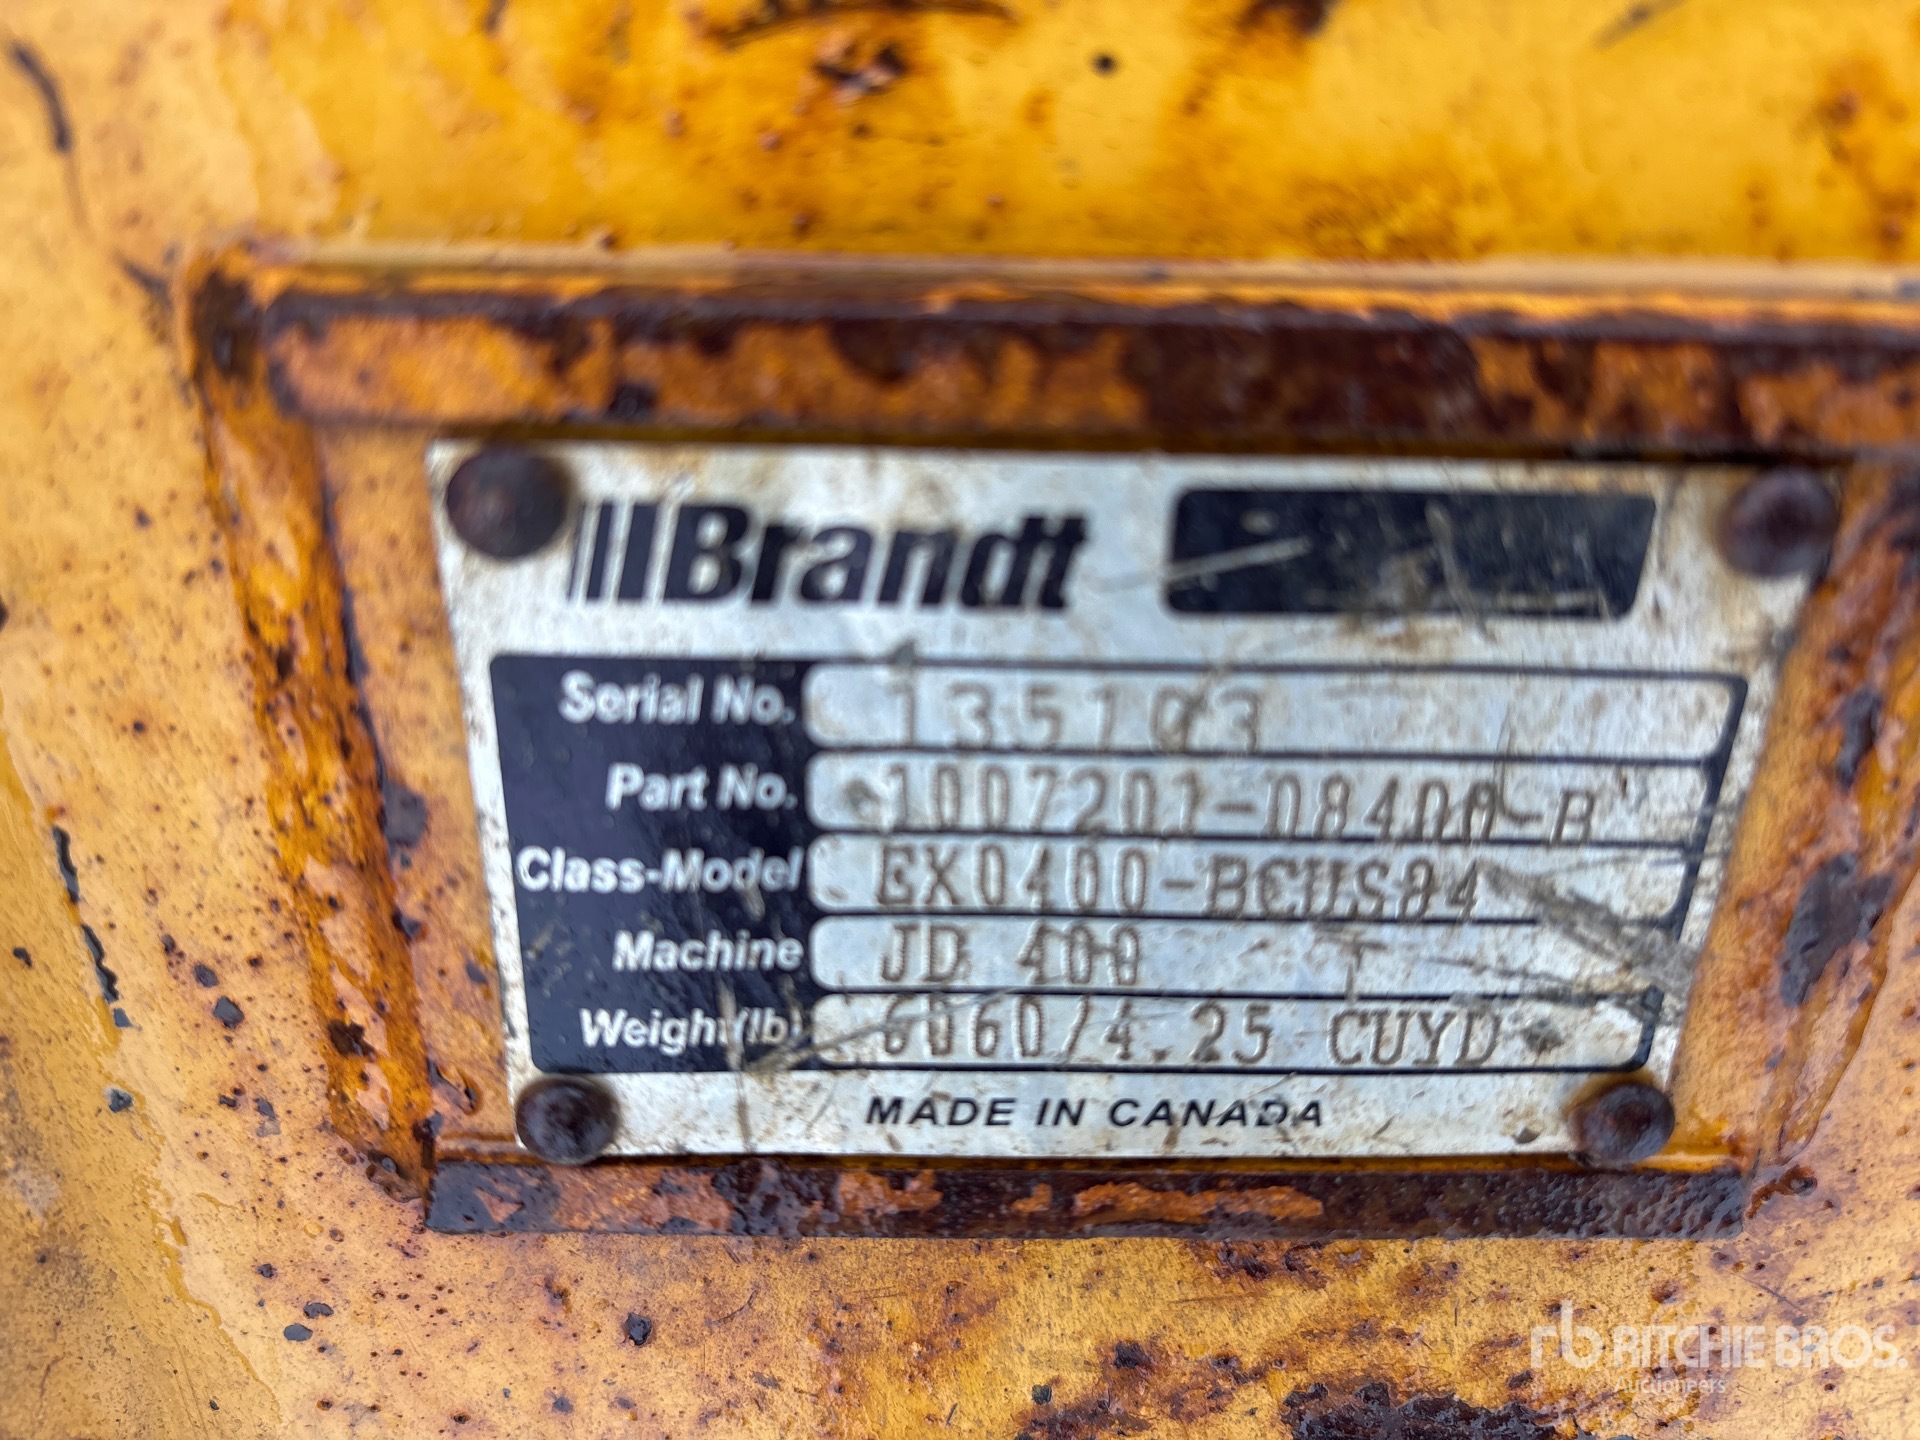 Brandt
Serial No. 135103
Part No. 1007201-08400-B
Class-Model EX0400-BCUS84
Machine JD 400
Weight (lb) 6060/4.25 CUYD
MADE IN CANADA
rb RITCHIE BROS.
Auctioneers